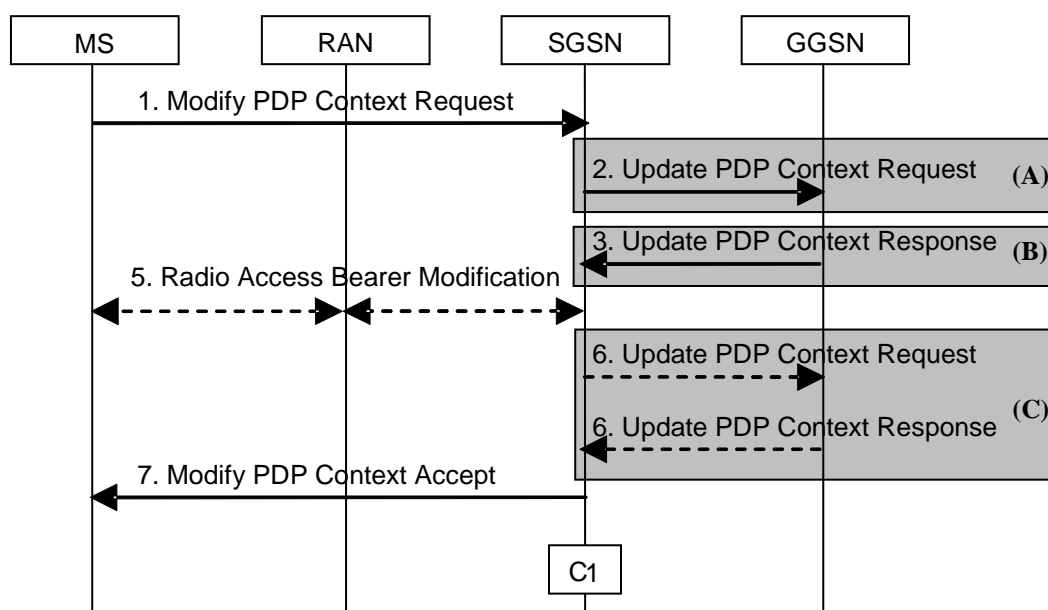 MS RAN SGSN GGSN
1. Modify PDP Context Request
2. Update PDP Context Request (A)
3. Update PDP Context Response (B)
5. Radio Access Bearer Modification
6. Update PDP Context Request
(C)
6. Update PDP Context Response
7. Modify PDP Context Accept
C1